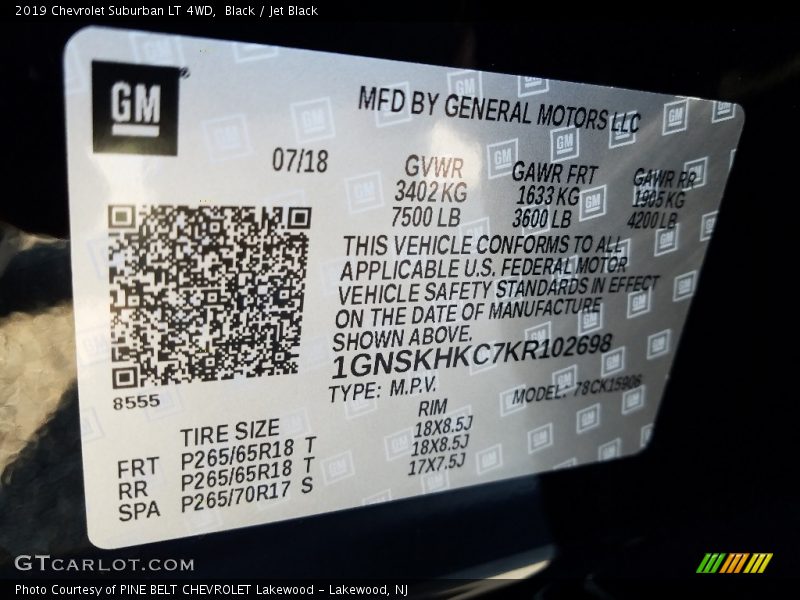 2019 Chevrolet Suburban LT 4WD, Black / Jet Black
GM
MFD BY GENERAL MOTORS LLC
07/18
GVWR GAWR FRT GAWR RR
3402 KG 1633 KG 1905 KG
7500 LB 3600 LB 4200 LB
THIS VEHICLE CONFORMS TO ALL
APPLICABLE U.S. FEDERAL MOTOR
VEHICLE SAFETY STANDARDS IN EFFECT
ON THE DATE OF MANUFACTURE
SHOWN ABOVE.
1GNSKHKC7KR102698
TYPE: M.P.V. MODEL: 78CK15906
8555
TIRE SIZE RIM
FRT P265/65R18 T 18X8.5J
RR P265/65R18 T 18X8.5J
SPA P265/70R17 S 17X7.5J
GTCARLOT.COM
Photo Courtesy of PINE BELT CHEVROLET Lakewood - Lakewood, NJ